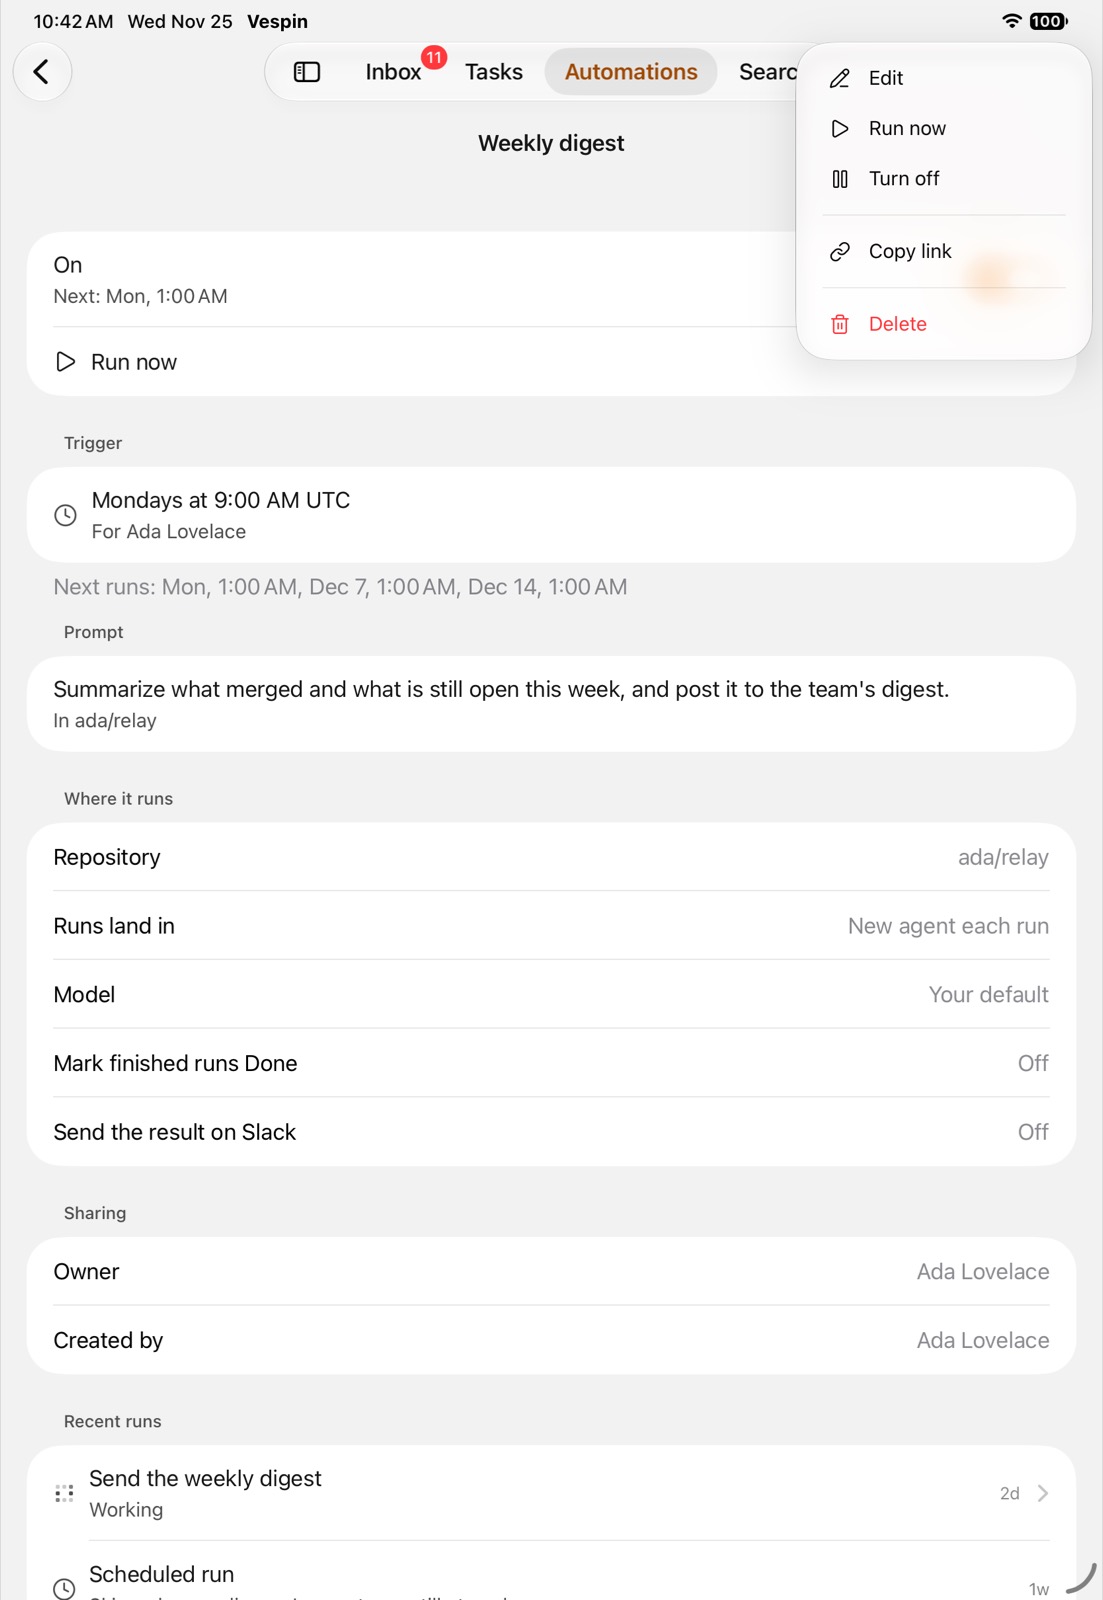 10:42 AM Wed Nov 25 Vespin
100
Inbox 11 Tasks Automations Searc
Edit
Run now
Turn off
Copy link
Delete
Weekly digest
On
Next: Mon, 1:00 AM
Run now
Trigger
Mondays at 9:00 AM UTC
For Ada Lovelace
Next runs: Mon, 1:00 AM, Dec 7, 1:00 AM, Dec 14, 1:00 AM
Prompt
Summarize what merged and what is still open this week, and post it to the team's digest.
In ada/relay
Where it runs
Repository ada/relay
Runs land in New agent each run
Model Your default
Mark finished runs Done Off
Send the result on Slack Off
Sharing
Owner Ada Lovelace
Created by Ada Lovelace
Recent runs
Send the weekly digest
Working
2d
Scheduled run
1w